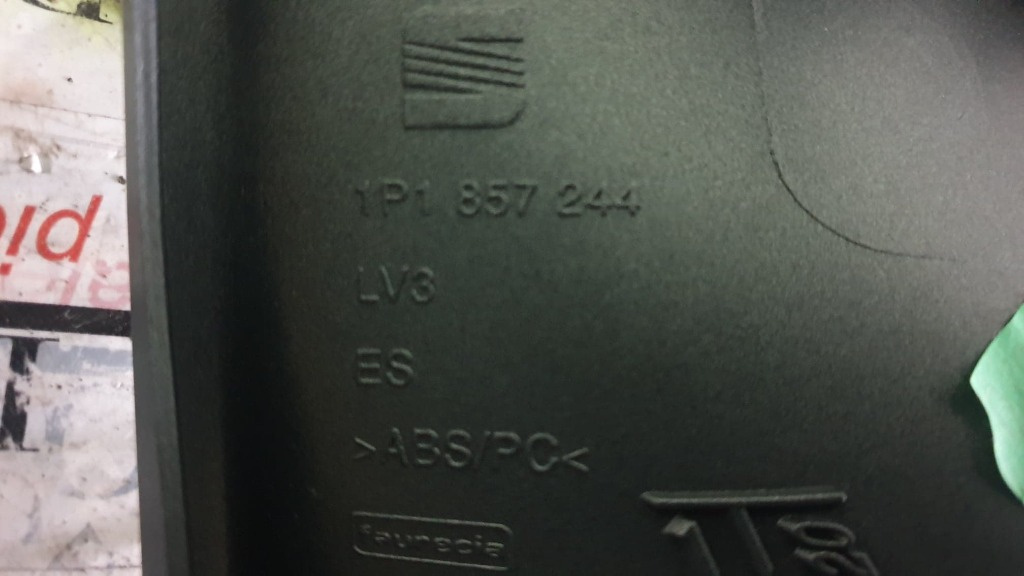 1P1 857 244
LV3
ES
>ABS/PC<
faurecia